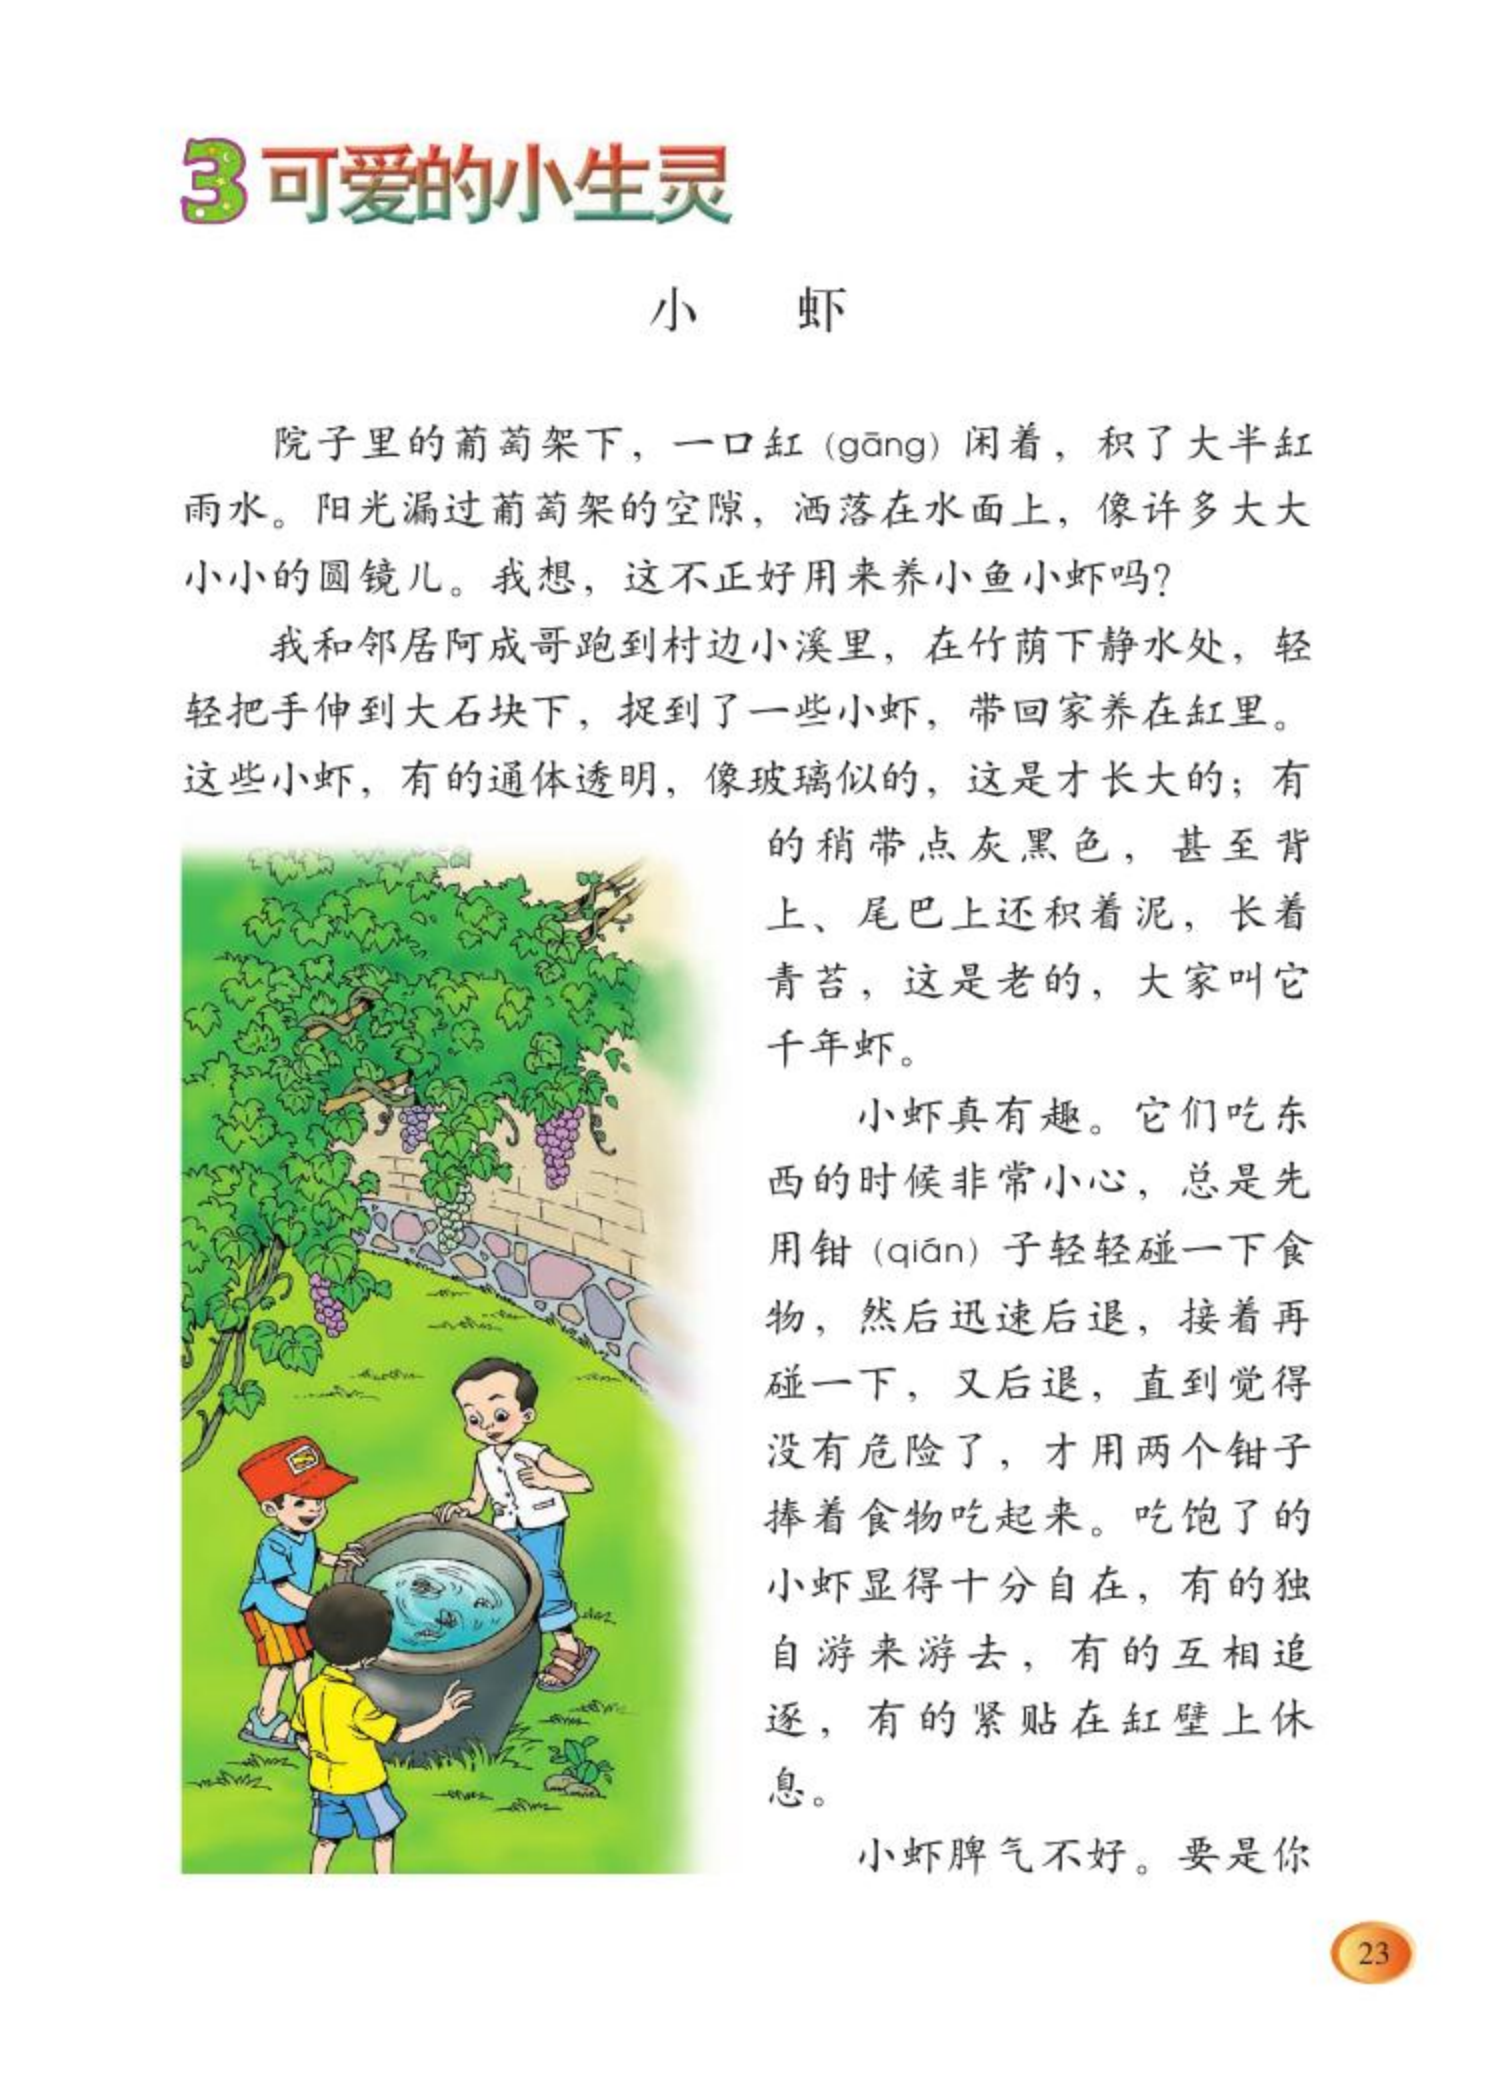 3 可爱的小生灵
小 虾
院子里的葡萄架下，一口缸（gāng）闲着，积了大半缸
雨水。阳光漏过葡萄架的空隙，洒落在水面上，像许多大大
小小的圆镜儿。我想，这不正好用来养小鱼小虾吗？
我和邻居阿成哥跑到村边小溪里，在竹荫下静水处，轻
轻把手伸到大石块下，捉到了一些小虾，带回家养在缸里。
这些小虾，有的通体透明，像玻璃似的，这是才长大的；有
的稍带点灰黑色，甚至背
上、尾巴上还积着泥，长着
青苔，这是老的，大家叫它
千年虾。
小虾真有趣。它们吃东
西的时候非常小心，总是先
用钳（qián）子轻轻碰一下食
物，然后迅速后退，接着再
碰一下，又后退，直到觉得
没有危险了，才用两个钳子
捧着食物吃起来。吃饱了的
小虾显得十分自在，有的独
自游来游去，有的互相追
逐，有的紧贴在缸壁上休
息。
小虾脾气不好。要是你
23